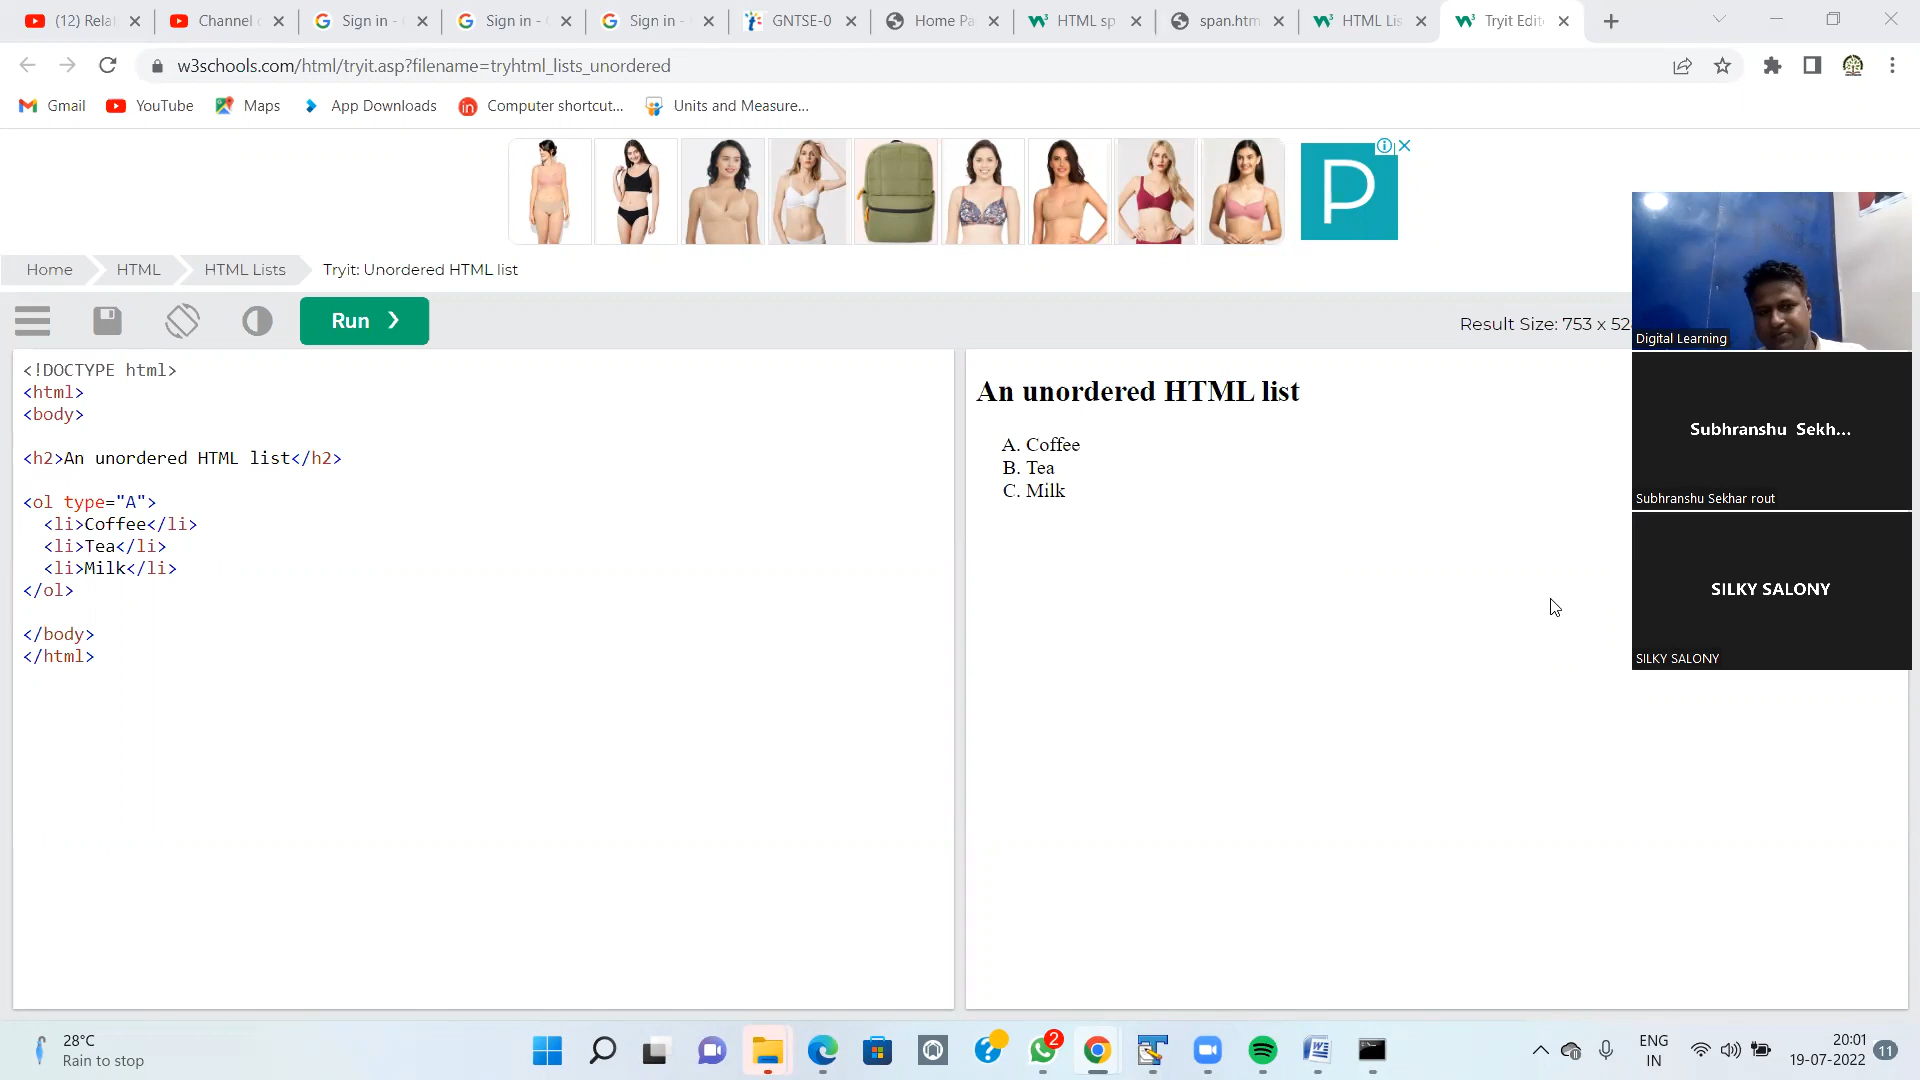 (12) Rela
Channel
Sign in -
Sign in -
Sign in -
GNTSE-0
Home Pa
HTML sp
span.htm
HTML Lis
Tryit Edit
w3schools.com/html/tryit.asp?filename=tryhtml_lists_unordered
Gmail
YouTube
Maps
App Downloads
in
Computer shortcut...
Units and Measure...
P
Home
HTML
HTML Lists
Tryit: Unordered HTML list
Run ❯
Result Size: 753 x 52
<!DOCTYPE html>
<html>
<body>
<h2>An unordered HTML list</h2>
<ol type="A">
<li>Coffee</li>
<li>Tea</li>
<li>Milk</li>
</ol>
</body>
</html>
An unordered HTML list
A. Coffee
B. Tea
C. Milk
Digital Learning
Subhranshu Sekh...
Subhranshu Sekhar rout
SILKY SALONY
SILKY SALONY
28°C
Rain to stop
2
ENG
IN
20:01
19-07-2022
11